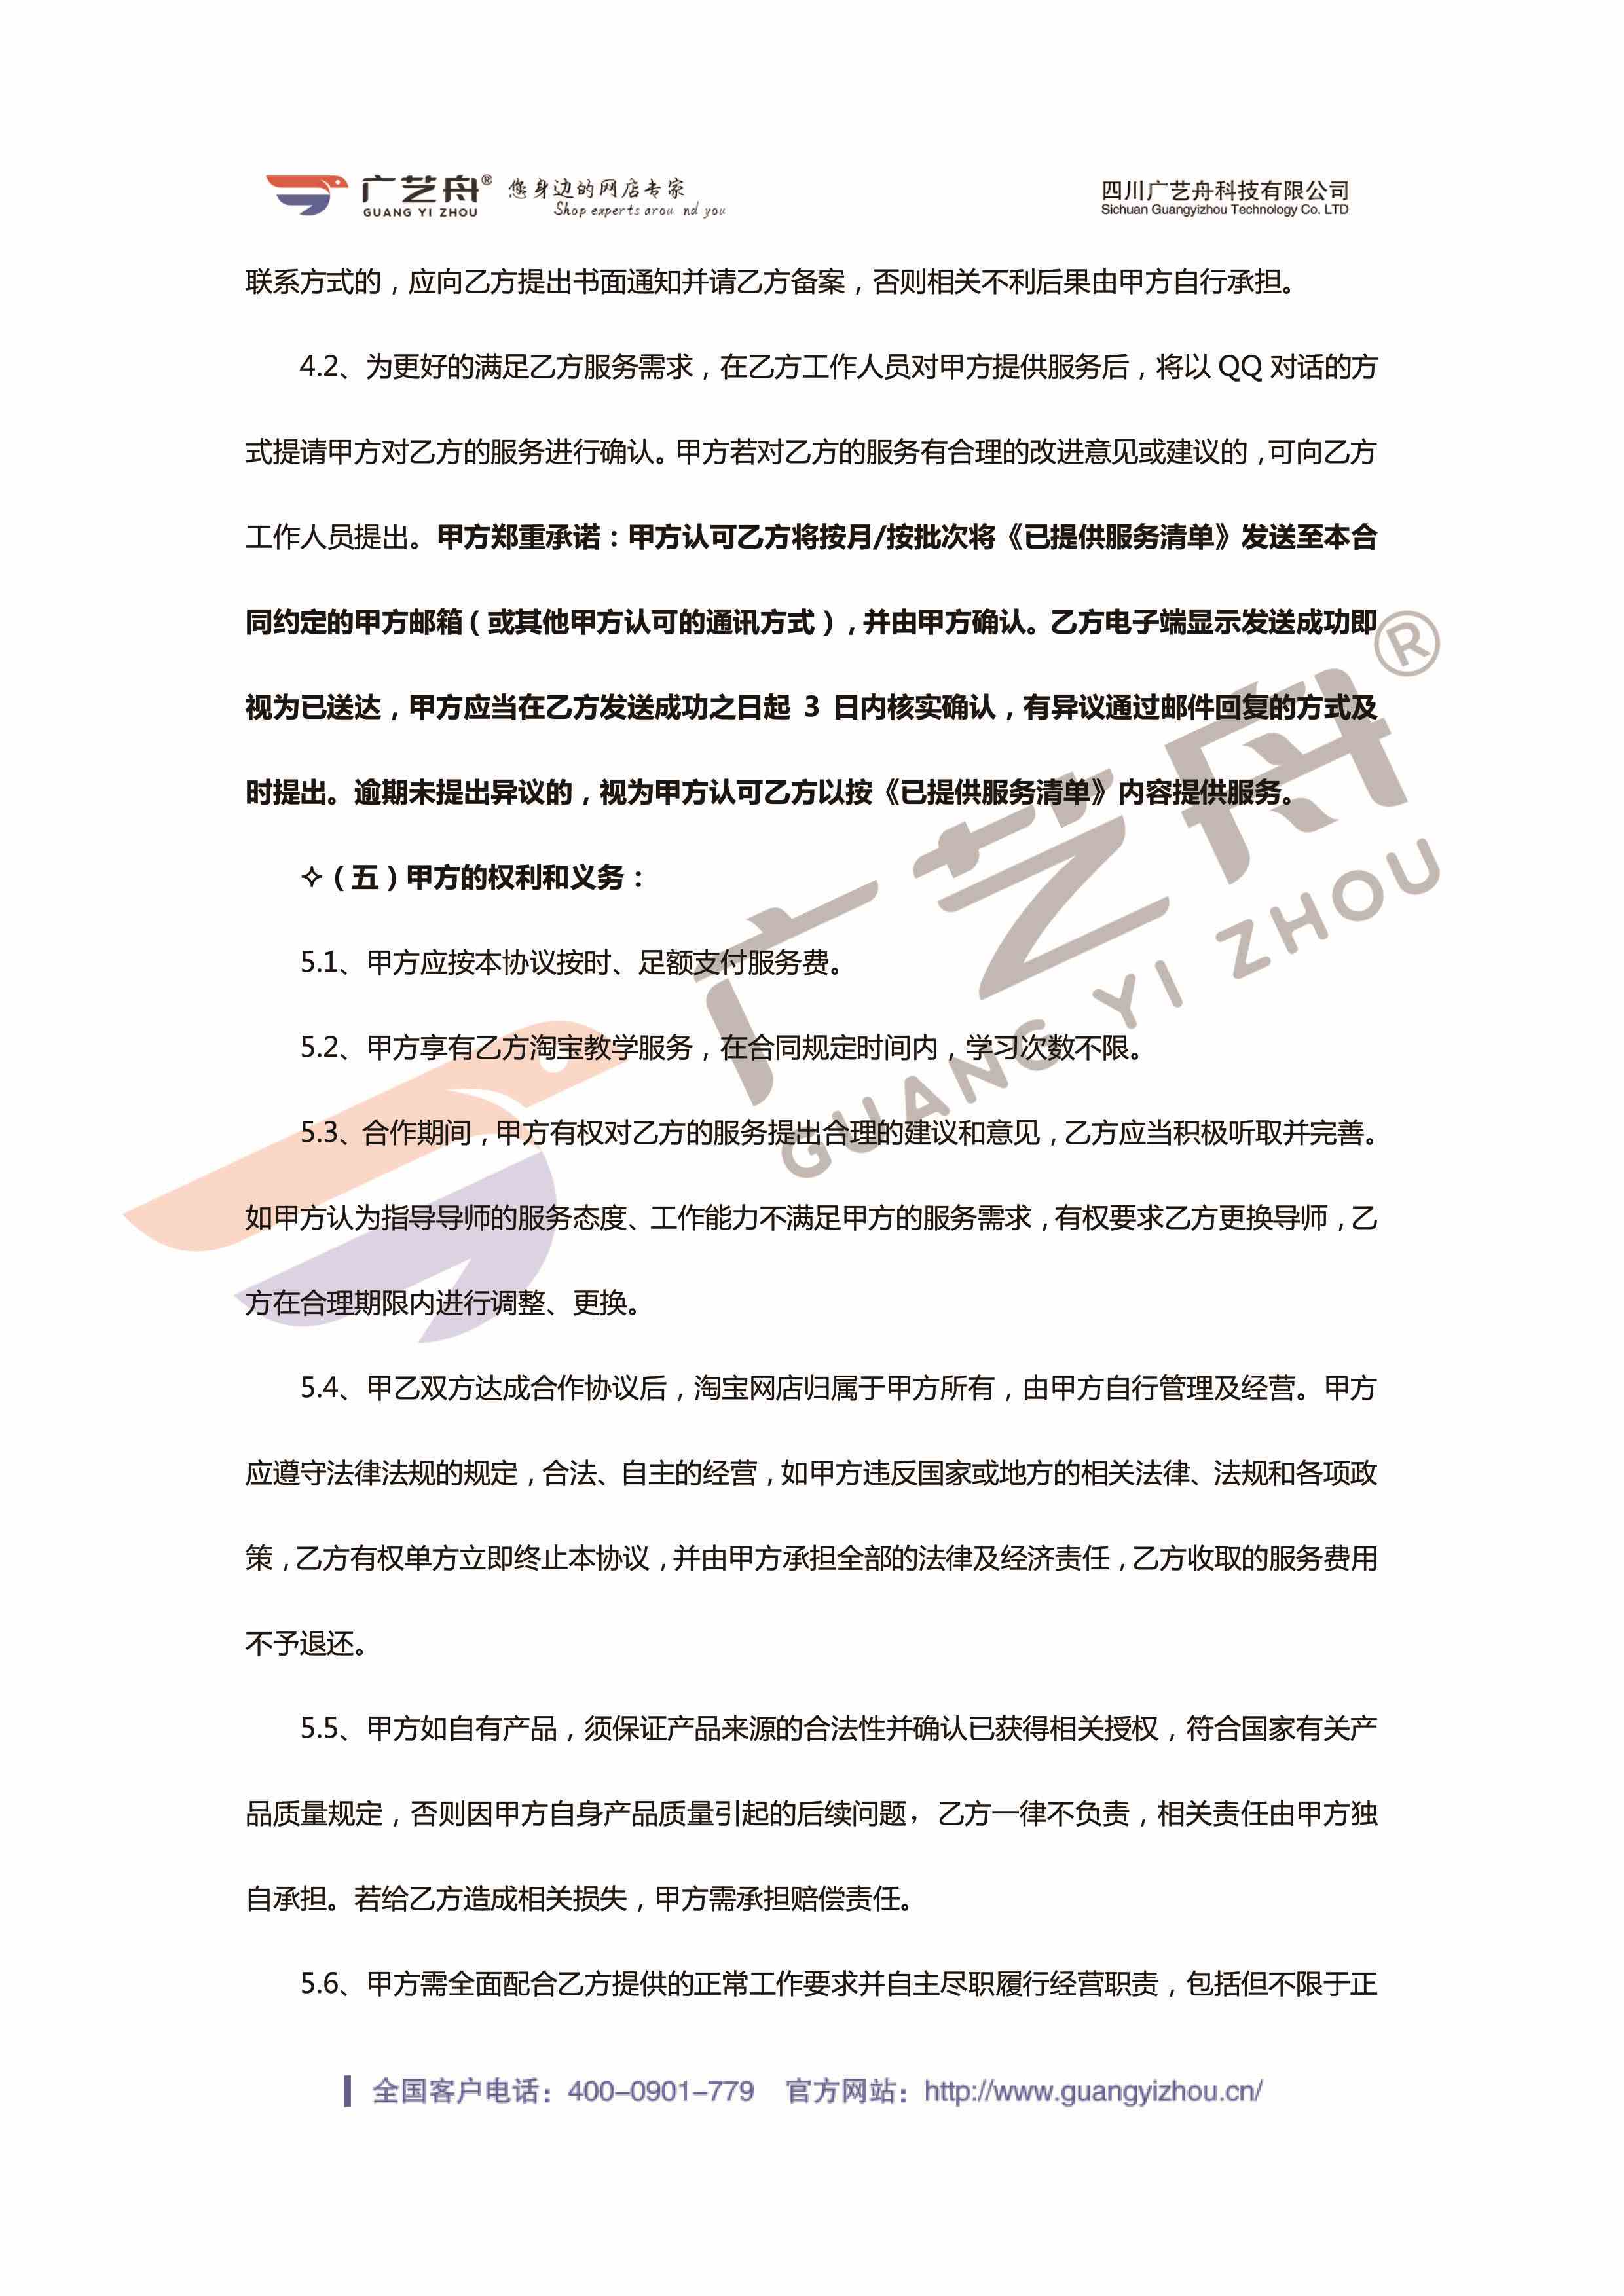 广艺舟® 您身边的网店专家 四川广艺舟科技有限公司
GUANG YI ZHOU Shop experts arou nd you Sichuan Guangyizhou Technology Co. LTD
联系方式的，应向乙方提出书面通知并请乙方备案，否则相关不利后果由甲方自行承担。
4.2、为更好的满足乙方服务需求，在乙方工作人员对甲方提供服务后，将以 QQ 对话的方
式提请甲方对乙方的服务进行确认。甲方若对乙方的服务有合理的改进意见或建议的，可向乙方
工作人员提出。甲方郑重承诺：甲方认可乙方将按月/按批次将《已提供服务清单》发送至本合
同约定的甲方邮箱（或其他甲方认可的通讯方式），并由甲方确认。乙方电子端显示发送成功即
视为已送达，甲方应当在乙方发送成功之日起 3 日内核实确认，有异议通过邮件回复的方式及
时提出。逾期未提出异议的，视为甲方认可乙方以按《已提供服务清单》内容提供服务。
✧（五）甲方的权利和义务：
5.1、甲方应按本协议按时、足额支付服务费。
5.2、甲方享有乙方淘宝教学服务，在合同规定时间内，学习次数不限。
5.3、合作期间，甲方有权对乙方的服务提出合理的建议和意见，乙方应当积极听取并完善。
如甲方认为指导导师的服务态度、工作能力不满足甲方的服务需求，有权要求乙方更换导师，乙
方在合理期限内进行调整、更换。
5.4、甲乙双方达成合作协议后，淘宝网店归属于甲方所有，由甲方自行管理及经营。甲方
应遵守法律法规的规定，合法、自主的经营，如甲方违反国家或地方的相关法律、法规和各项政
策，乙方有权单方立即终止本协议，并由甲方承担全部的法律及经济责任，乙方收取的服务费用
不予退还。
5.5、甲方如自有产品，须保证产品来源的合法性并确认已获得相关授权，符合国家有关产
品质量规定，否则因甲方自身产品质量引起的后续问题，乙方一律不负责，相关责任由甲方独
自承担。若给乙方造成相关损失，甲方需承担赔偿责任。
5.6、甲方需全面配合乙方提供的正常工作要求并自主尽职履行经营职责，包括但不限于正
全国客户电话：400-0901-779 官方网站：http://www.guangyizhou.cn/
广艺舟®
GUANG YI ZHOU